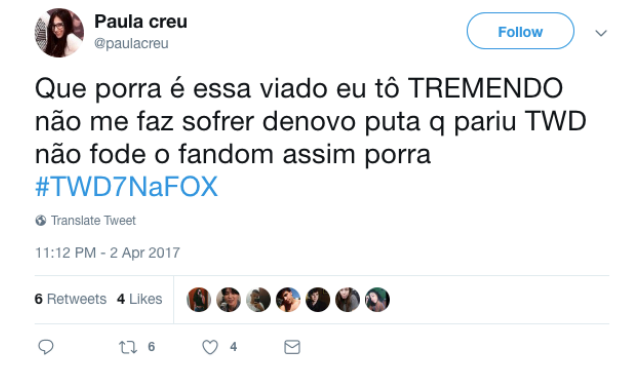 Paula creu
@paulacreu
Follow
Que porra é essa viado eu tô TREMENDO
não me faz sofrer denovo puta q pariu TWD
não fode o fandom assim porra
#TWD7NaFOX
Translate Tweet
11:12 PM - 2 Apr 2017
6 Retweets 4 Likes
6 4